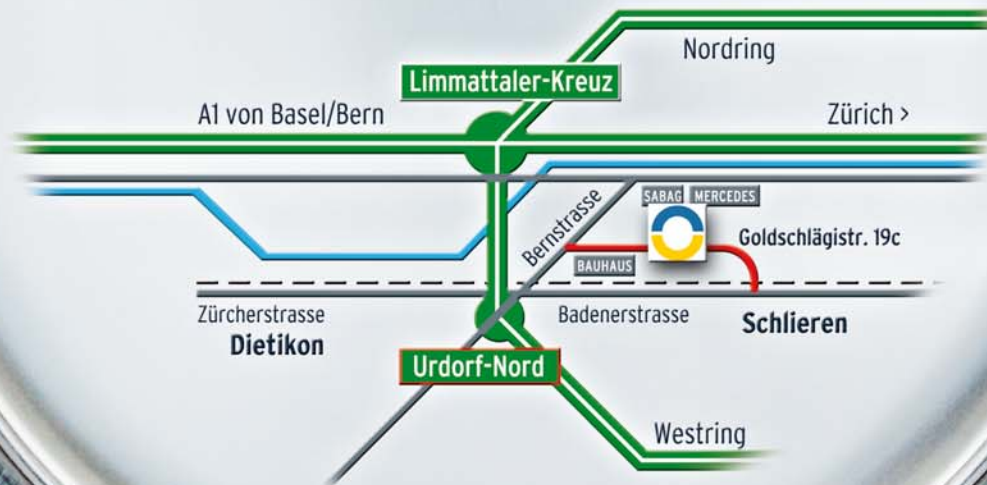 Nordring
Limmattaler-Kreuz
A1 von Basel/Bern
Zürich >
Bernstrasse
SABAG
MERCEDES
Goldschlägistr. 19c
BAUHAUS
Zürcherstrasse
Badenerstrasse
Dietikon
Schlieren
Urdorf-Nord
Westring